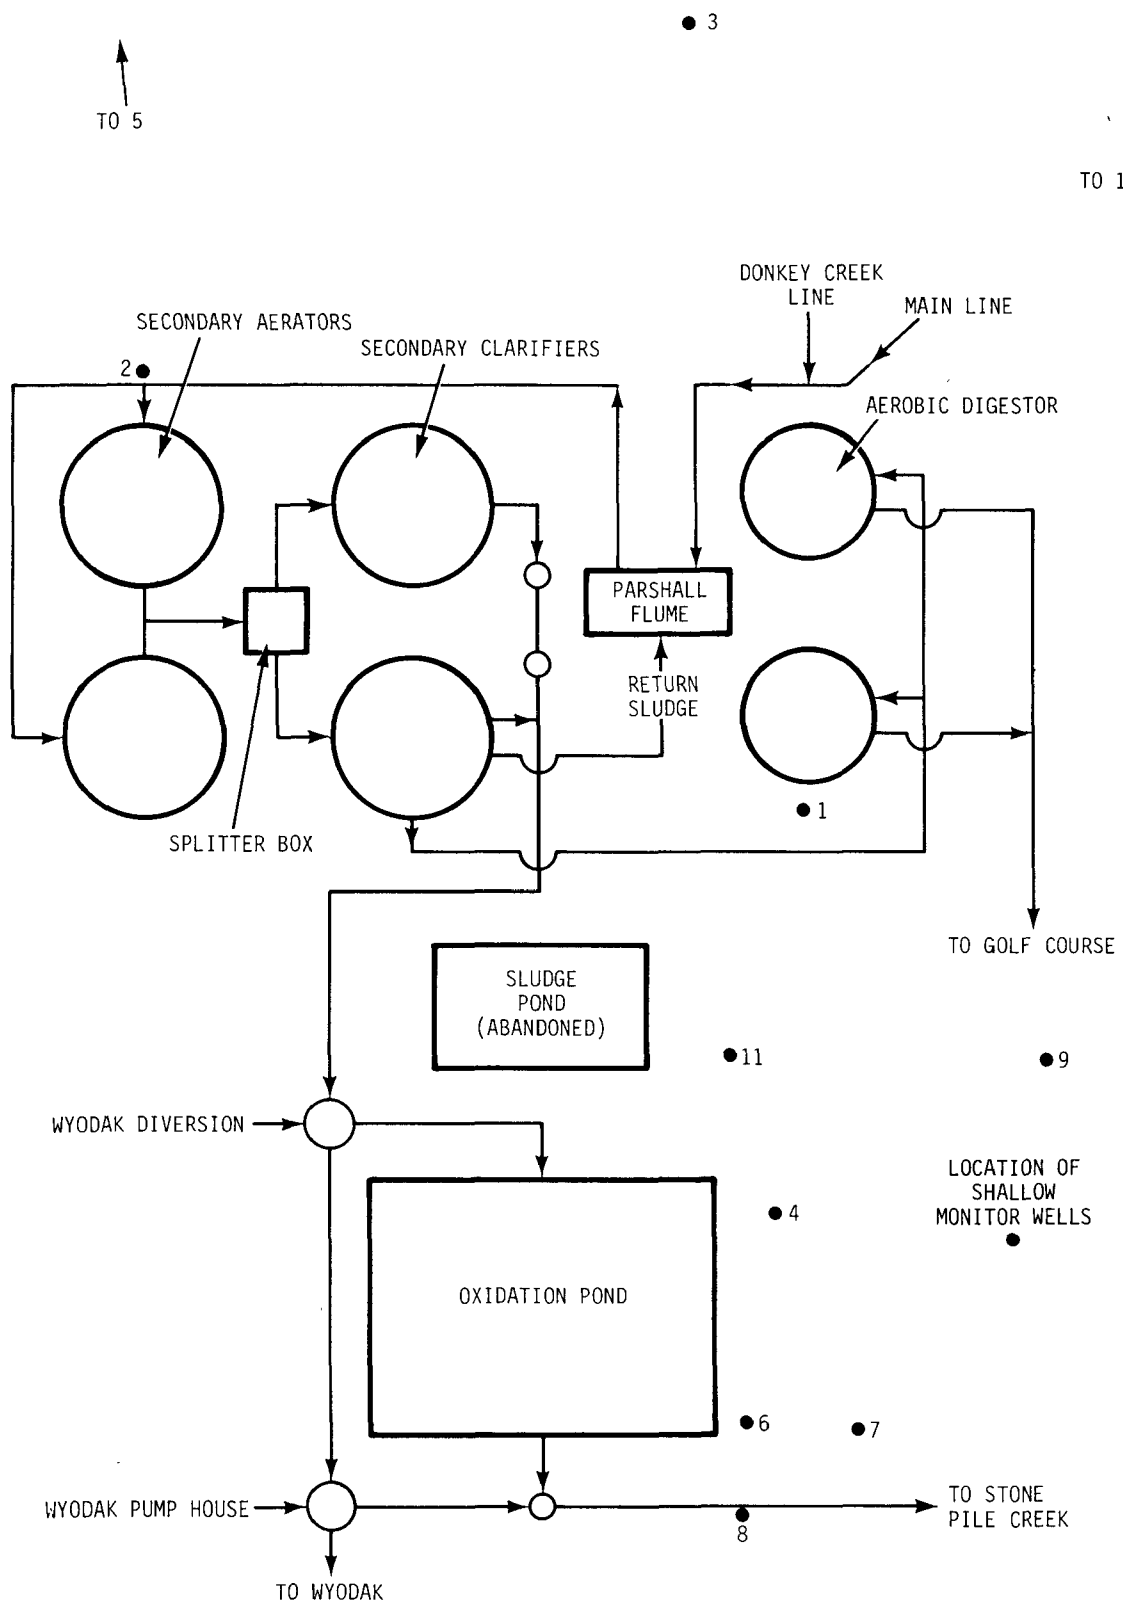 3
TO 5
TO 1
DONKEY CREEK
LINE
MAIN LINE
SECONDARY AERATORS
SECONDARY CLARIFIERS
2
AEROBIC DIGESTOR
PARSHALL
FLUME
RETURN
SLUDGE
1
SPLITTER BOX
TO GOLF COURSE
SLUDGE
POND
(ABANDONED)
11
9
WYODAK DIVERSION
LOCATION OF
SHALLOW
MONITOR WELLS
4
OXIDATION POND
6
7
WYODAK PUMP HOUSE
TO STONE
PILE CREEK
8
TO WYODAK